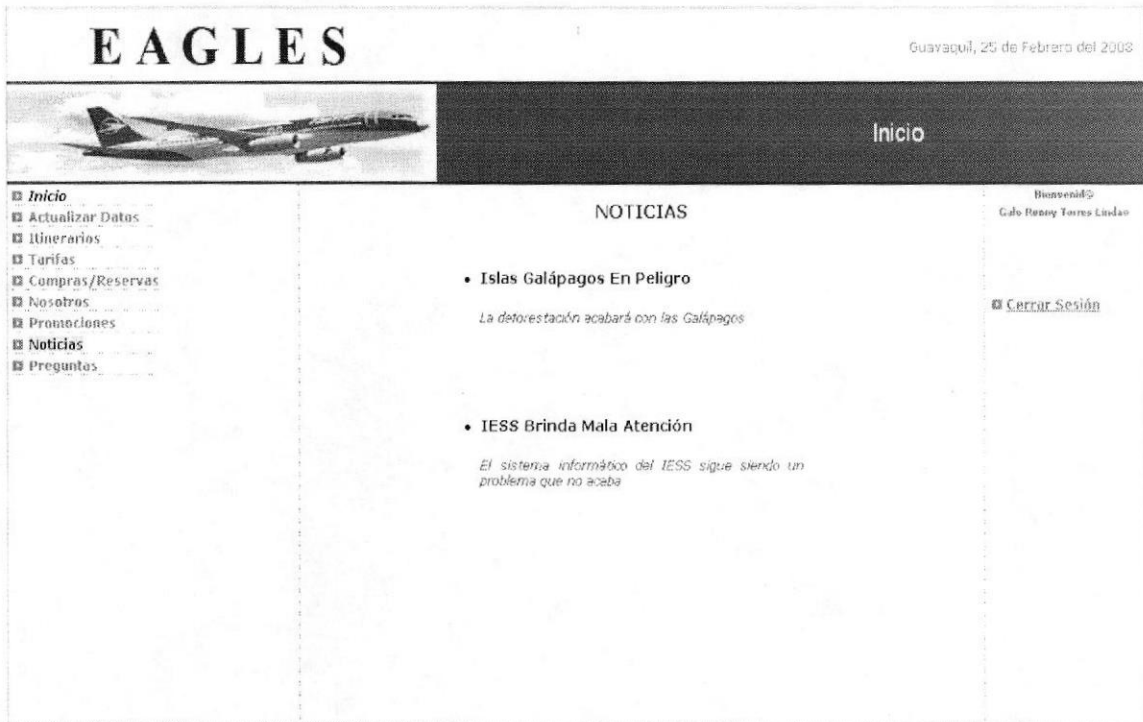 EAGLES
Guayaquil, 25 de Febrero del 2008
Inicio
Inicio
Actualizar Datos
Itinerarios
Tarifas
Compras/Reservas
Nosotros
Promociones
Noticias
Preguntas
NOTICIAS
• Islas Galápagos En Peligro
La deforestación acabará con las Galápagos
• IESS Brinda Mala Atención
El sistema informático del IESS sigue siendo un
problema que no acaba
Bienvenid@
Galo Ronny Torres Lindao
Cerrar Sesión